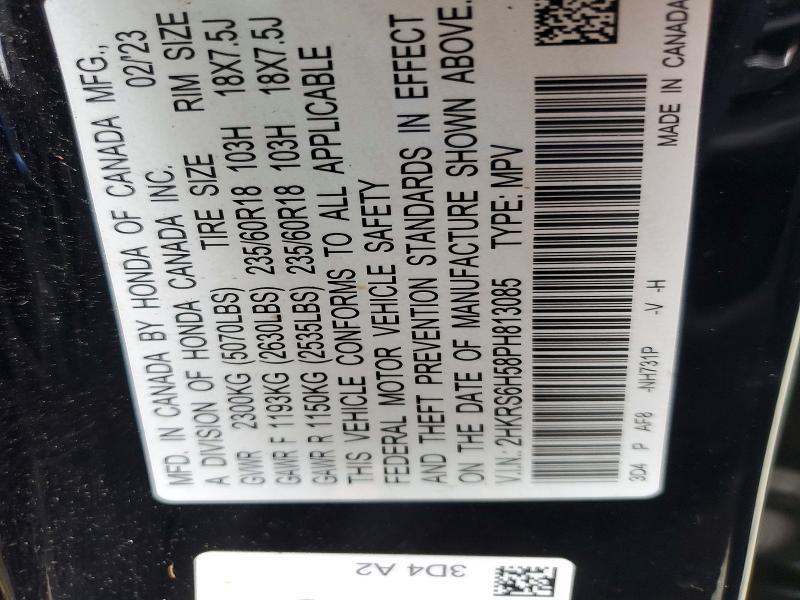 MFD. IN CANADA BY HONDA OF CANADA MFG.,
A DIVISION OF HONDA CANADA INC. 02/'23
GVWR 2300KG (5070LBS) TIRE SIZE RIM SIZE
GAWR F 1193KG (2630LBS) 235/60R18 103H 18X7.5J
GAWR R 1150KG (2535LBS) 235/60R18 103H 18X7.5J
THIS VEHICLE CONFORMS TO ALL APPLICABLE
FEDERAL MOTOR VEHICLE SAFETY
AND THEFT PREVENTION STANDARDS IN EFFECT
ON THE DATE OF MANUFACTURE SHOWN ABOVE.
V.I.N.: 2HKRS6H58PH813085 TYPE: MPV
3D4 P AF8 -NH731P -V -H MADE IN CANADA
3D4 A2